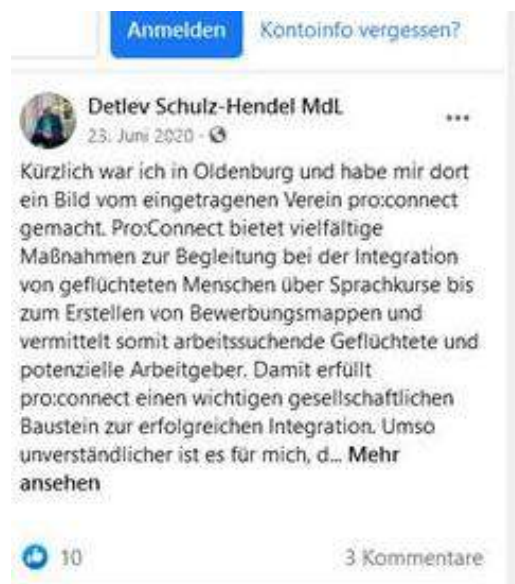 Anmelden Kontoinfo vergessen?
Detlev Schulz-Hendel MdL
23. Juni 2020 ·
Kürzlich war ich in Oldenburg und habe mir dort
ein Bild vom eingetragenen Verein pro:connect
gemacht. Pro:Connect bietet vielfältige
Maßnahmen zur Begleitung bei der Integration
von geflüchteten Menschen über Sprachkurse bis
zum Erstellen von Bewerbungsmappen und
vermittelt somit arbeitssuchende Geflüchtete und
potenzielle Arbeitgeber. Damit erfüllt
pro:connect einen wichtigen gesellschaftlichen
Baustein zur erfolgreichen Integration. Umso
unverständlicher ist es für mich, d... Mehr
ansehen
10 3 Kommentare